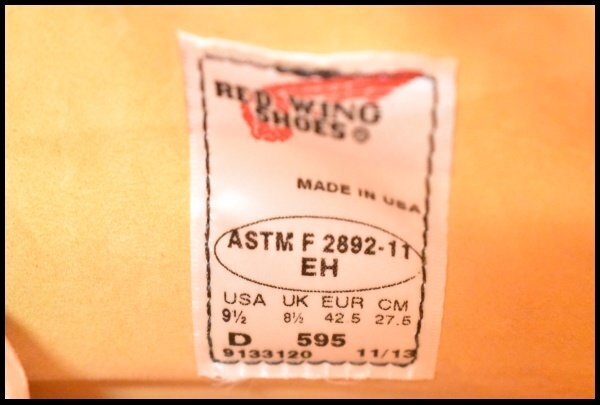 RED WING
SHOES®
MADE IN USA
ASTM F 2892-11
EH
USA UK EUR CM
9½ 8½ 42.5 27.5
D 595
9133120 11/13